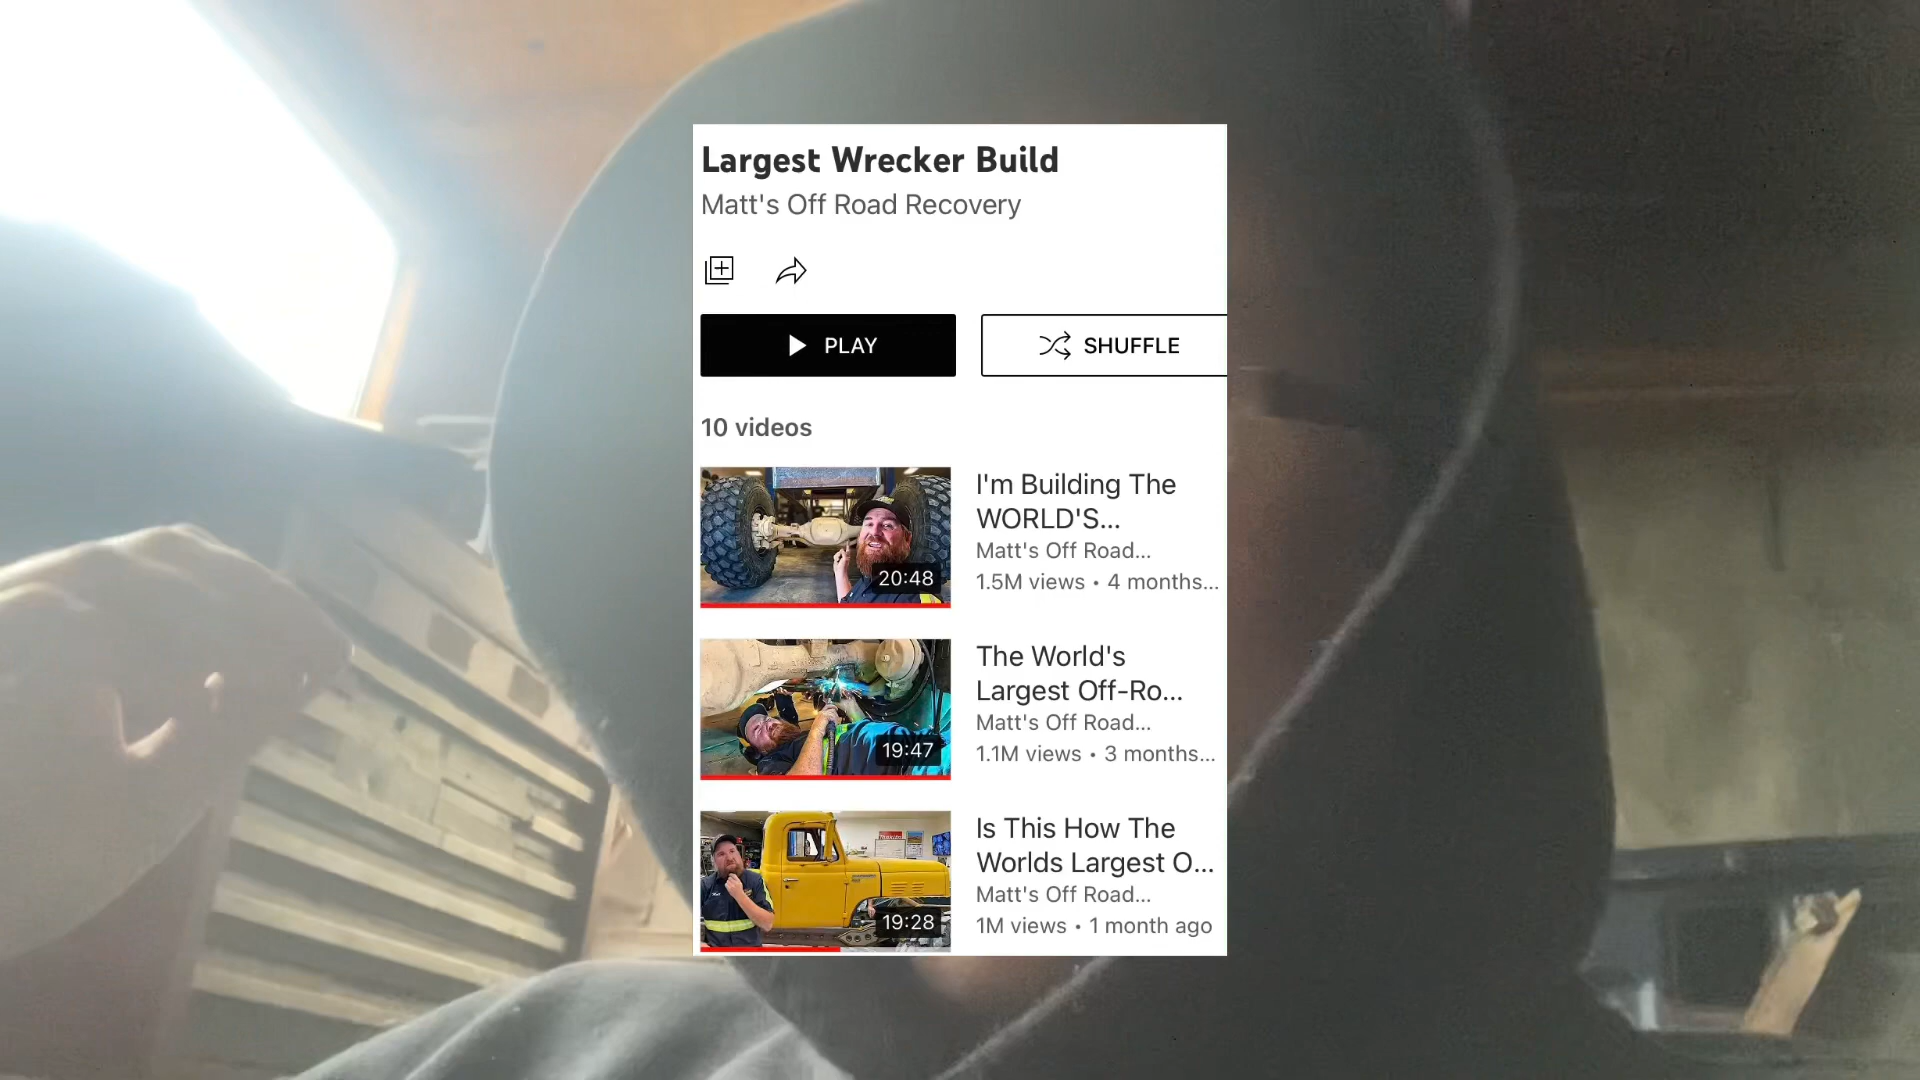 Largest Wrecker Build
Matt's Off Road Recovery
PLAY
SHUFFLE
10 videos
I'm Building The
WORLD'S...
Matt's Off Road...
1.5M views • 4 months...
20:48
The World's
Largest Off-Ro...
Matt's Off Road...
1.1M views • 3 months...
19:47
Is This How The
Worlds Largest O...
Matt's Off Road...
1M views • 1 month ago
19:28